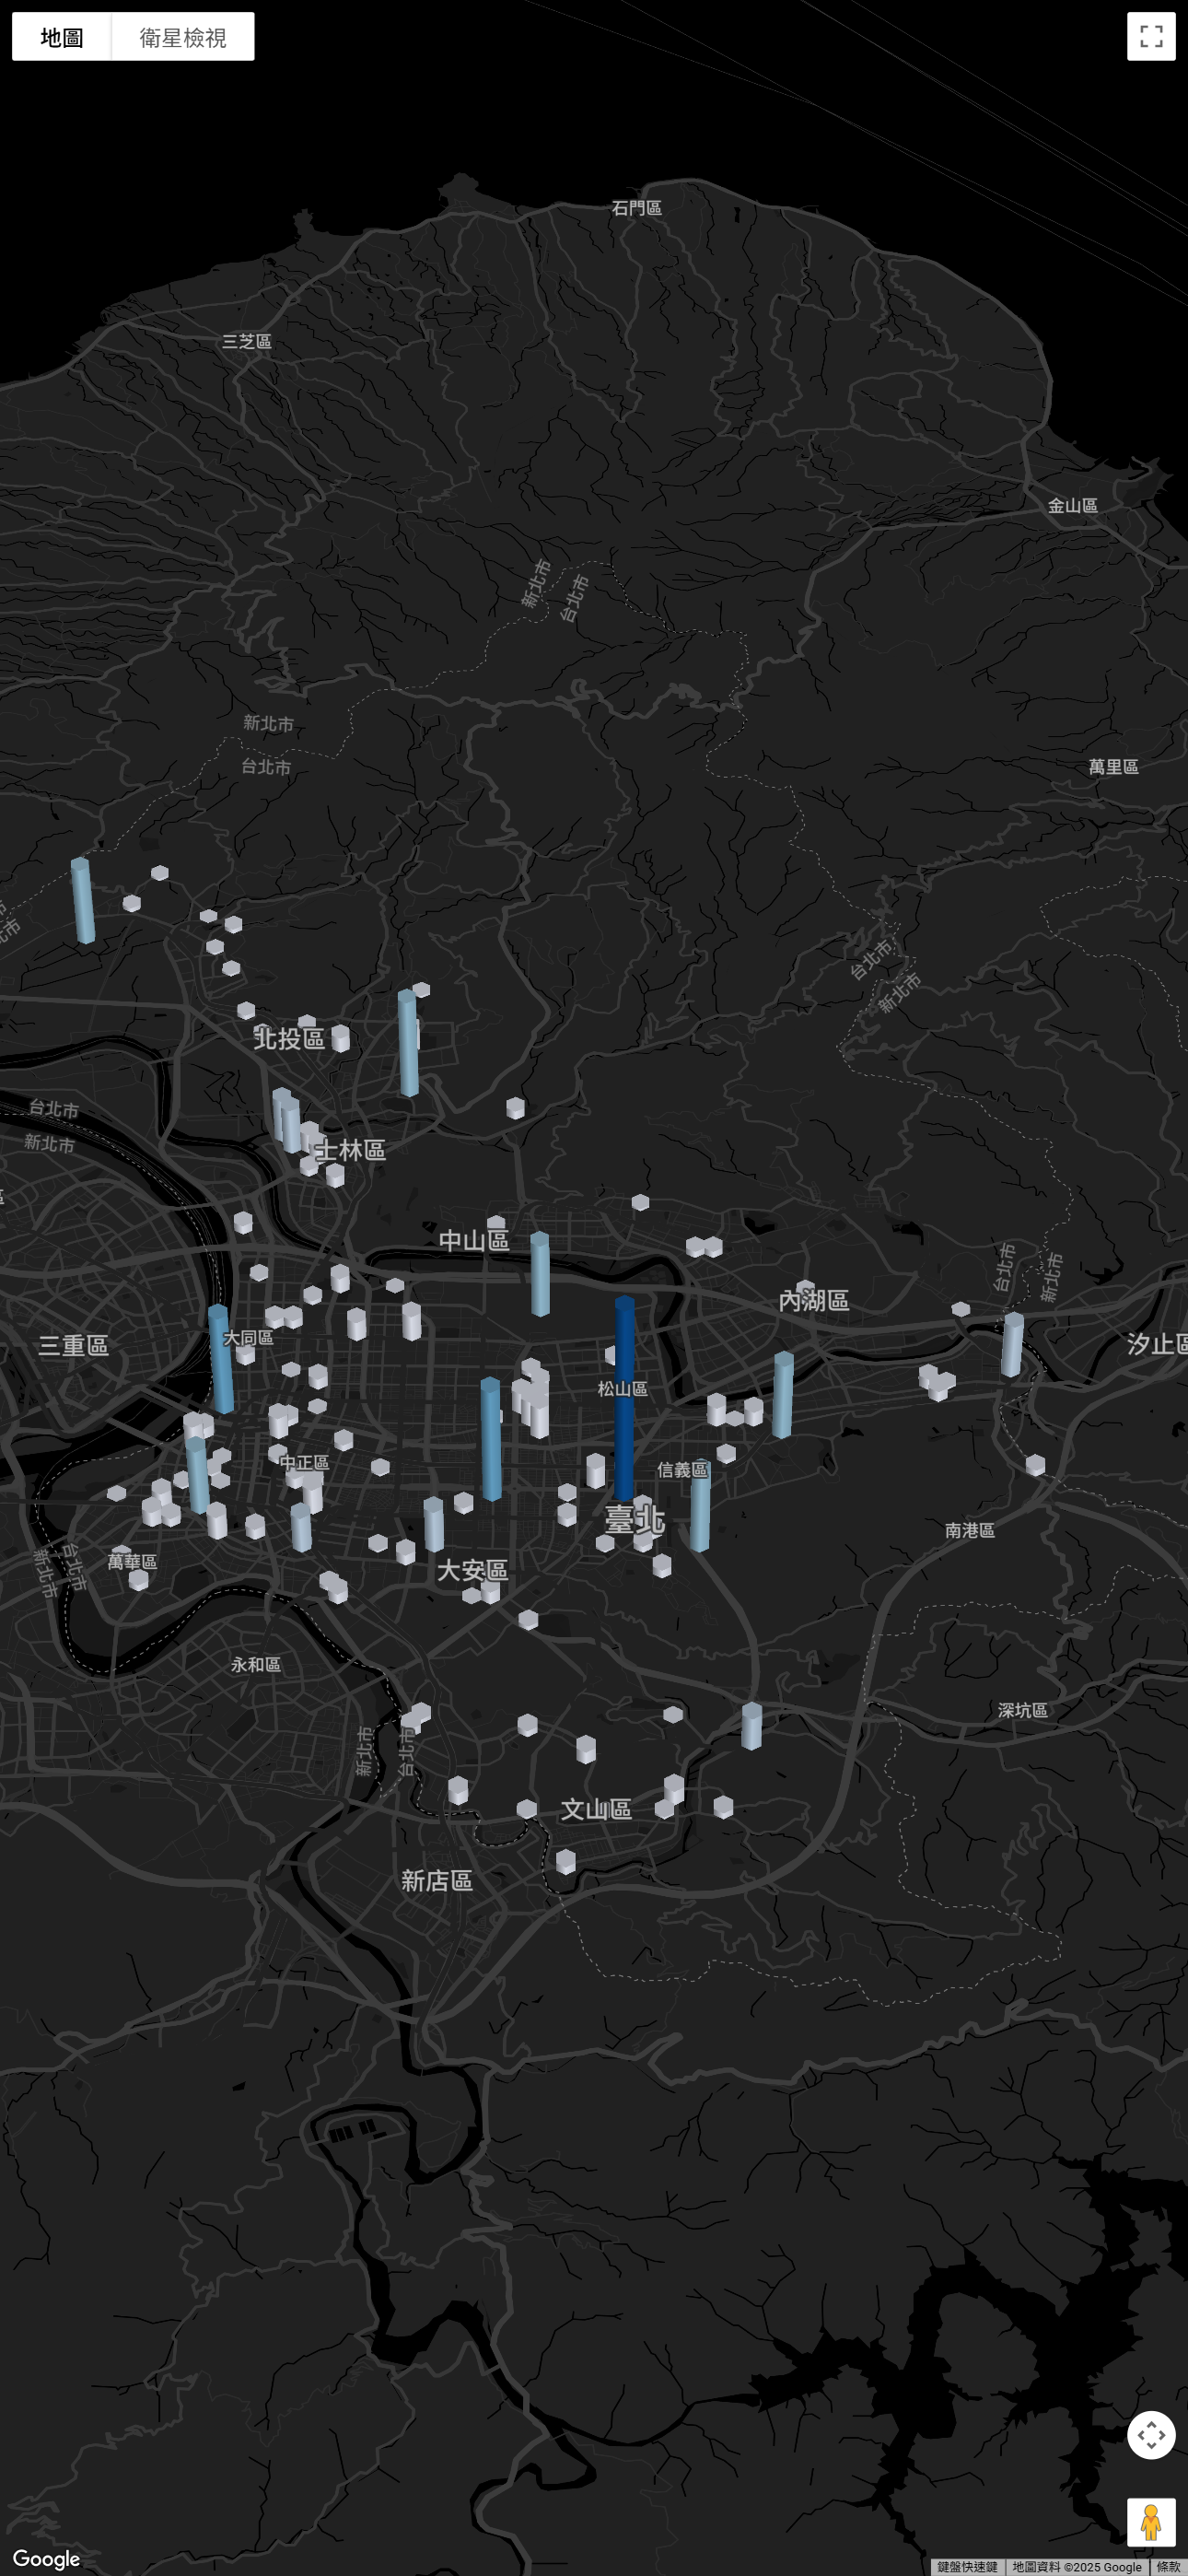 地圖
衛星檢視
石門區
三芝區
金山區
新北市
台北市
新北市
台北市
萬里區
北市
台北市
新北市
北投區
台北市
新北市
士林區
中山區
台北市
新北市
內湖區
大同區
三重區
汐止區
松山區
中正區
信義區
臺北
南港區
台北市
新北市
萬華區
大安區
永和區
深坑區
新北市
台北市
文山區
新店區
Google
鍵盤快速鍵
地圖資料 ©2025 Google
條款